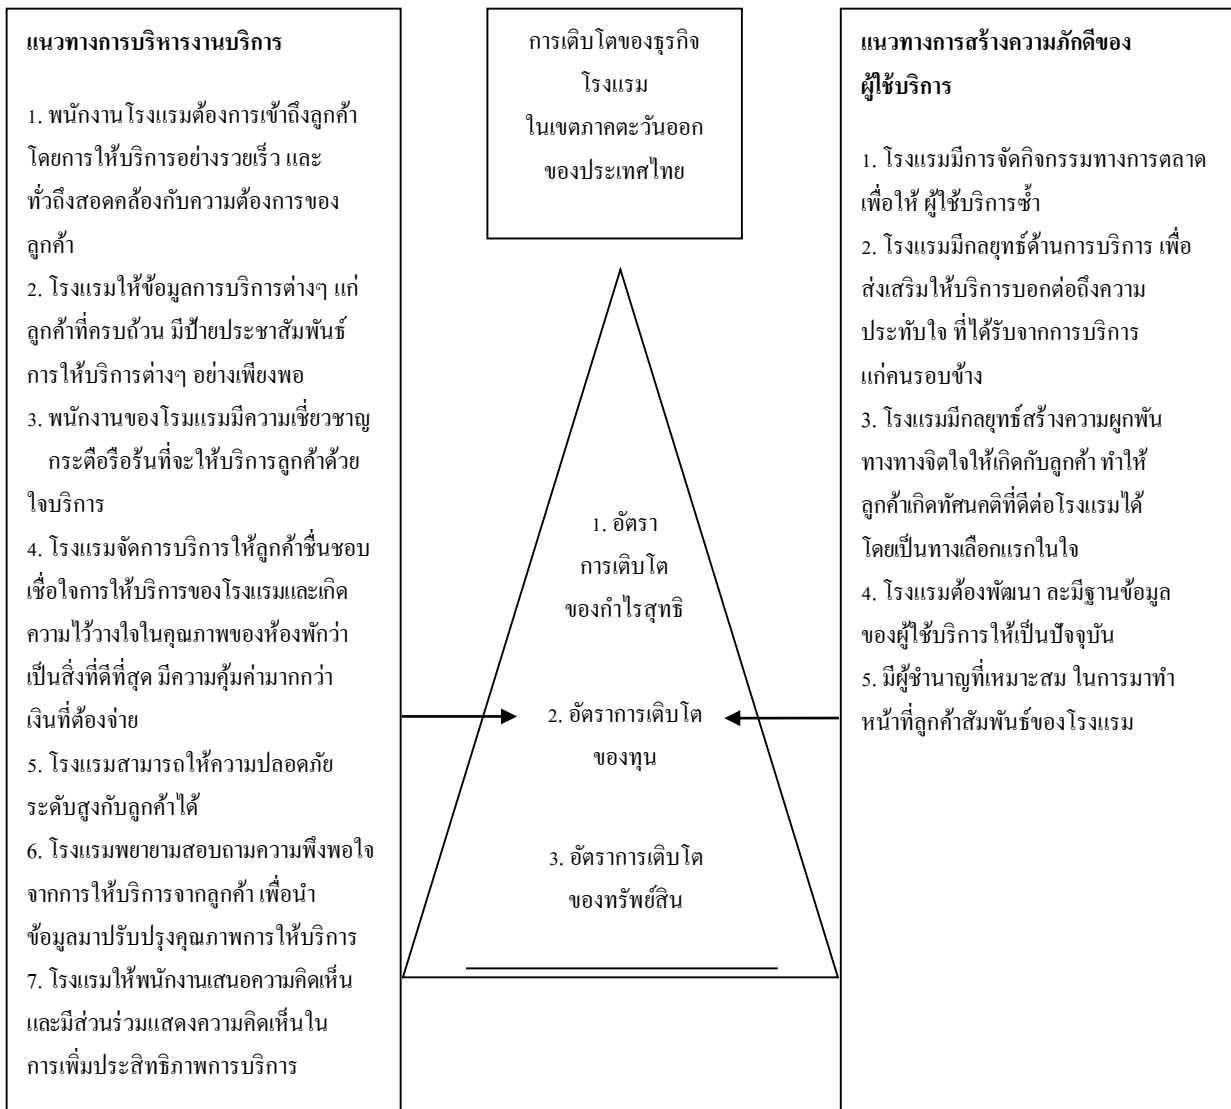 แนวทางการบริหารงานบริการ
1. พนักงานโรงแรมต้องการเข้าถึงลูกค้า
โดยการให้บริการอย่างรวยเร็ว และ
ทั่วถึงสอดคล้องกับความต้องการของ
ลูกค้า
2. โรงแรมให้ข้อมูลการบริการต่างๆ แก่
ลูกค้าที่ครบถ้วน มีป้ายประชาสัมพันธ์
การให้บริการต่างๆ อย่างเพียงพอ
3. พนักงานของโรมแรมมีความเชี่ยวชาญ
กระตือรือร้นที่จะให้บริการลูกค้าด้วย
ใจบริการ
4. โรงแรมจัดการบริการให้ลูกค้าชื่นชอบ
เชื่อใจการให้บริการของโรงแรมและเกิด
ความไว้วางใจในคุณภาพของห้องพักว่า
เป็นสิ่งที่ดีที่สุด มีความคุ้มค่ามากกว่า
เงินที่ต้องจ่าย
5. โรงแรมสามารถให้ความปลอดภัย
ระดับสูงกับลูกค้าได้
6. โรงแรมพยายามสอบถามความพึงพอใจ
จากการให้บริการจากลูกค้า เพื่อนำ
ข้อมูลมาปรับปรุงคุณภาพการให้บริการ
7. โรงแรมให้พนักงานเสนอความคิดเห็น
และมีส่วนร่วมแสดงความคิดเห็นใน
การเพิ่มประสิทธิภาพการบริการ
การเติบโตของธุรกิจ
โรงแรม
ในเขตภาคตะวันออก
ของประเทศไทย
1. อัตรา
การเติบโต
ของกำไรสุทธิ
2. อัตราการเติบโต
ของทุน
3. อัตราการเติบโต
ของทรัพย์สิน
แนวทางการสร้างความภักดีของ
ผู้ใช้บริการ
1. โรงแรมมีการจัดกิจกรรมทางการตลาด
เพื่อให้ ผู้ใช้บริการซ้ำ
2. โรงแรมมีกลยุทธ์ด้านการบริการ เพื่อ
ส่งเสริมให้บริการบอกต่อถึงความ
ประทับใจ ที่ได้รับจากการบริการ
แก่คนรอบข้าง
3. โรงแรมมีกลยุทธ์สร้างความผูกพัน
ทางทางจิตใจให้เกิดกับลูกค้า ทำให้
ลูกค้าเกิดทัศนคติที่ดีต่อโรงแรมได้
โดยเป็นทางเลือกแรกในใจ
4. โรงแรมต้องพัฒนา ละมีฐานข้อมูล
ของผู้ใช้บริการให้เป็นปัจจุบัน
5. มีผู้ชำนาญที่เหมาะสม ในการมาทำ
หน้าที่ลูกค้าสัมพันธ์ของโรงแรม